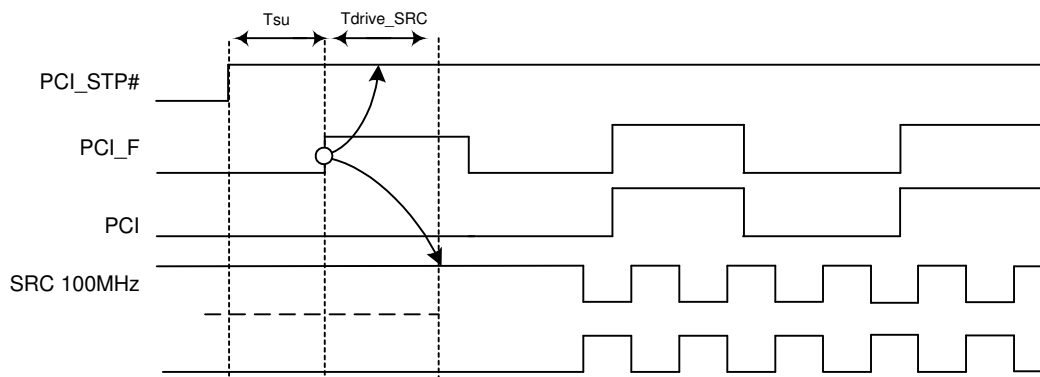 Tsu
Tdrive_SRC
PCI_STP#
PCI_F
PCI
SRC 100MHz